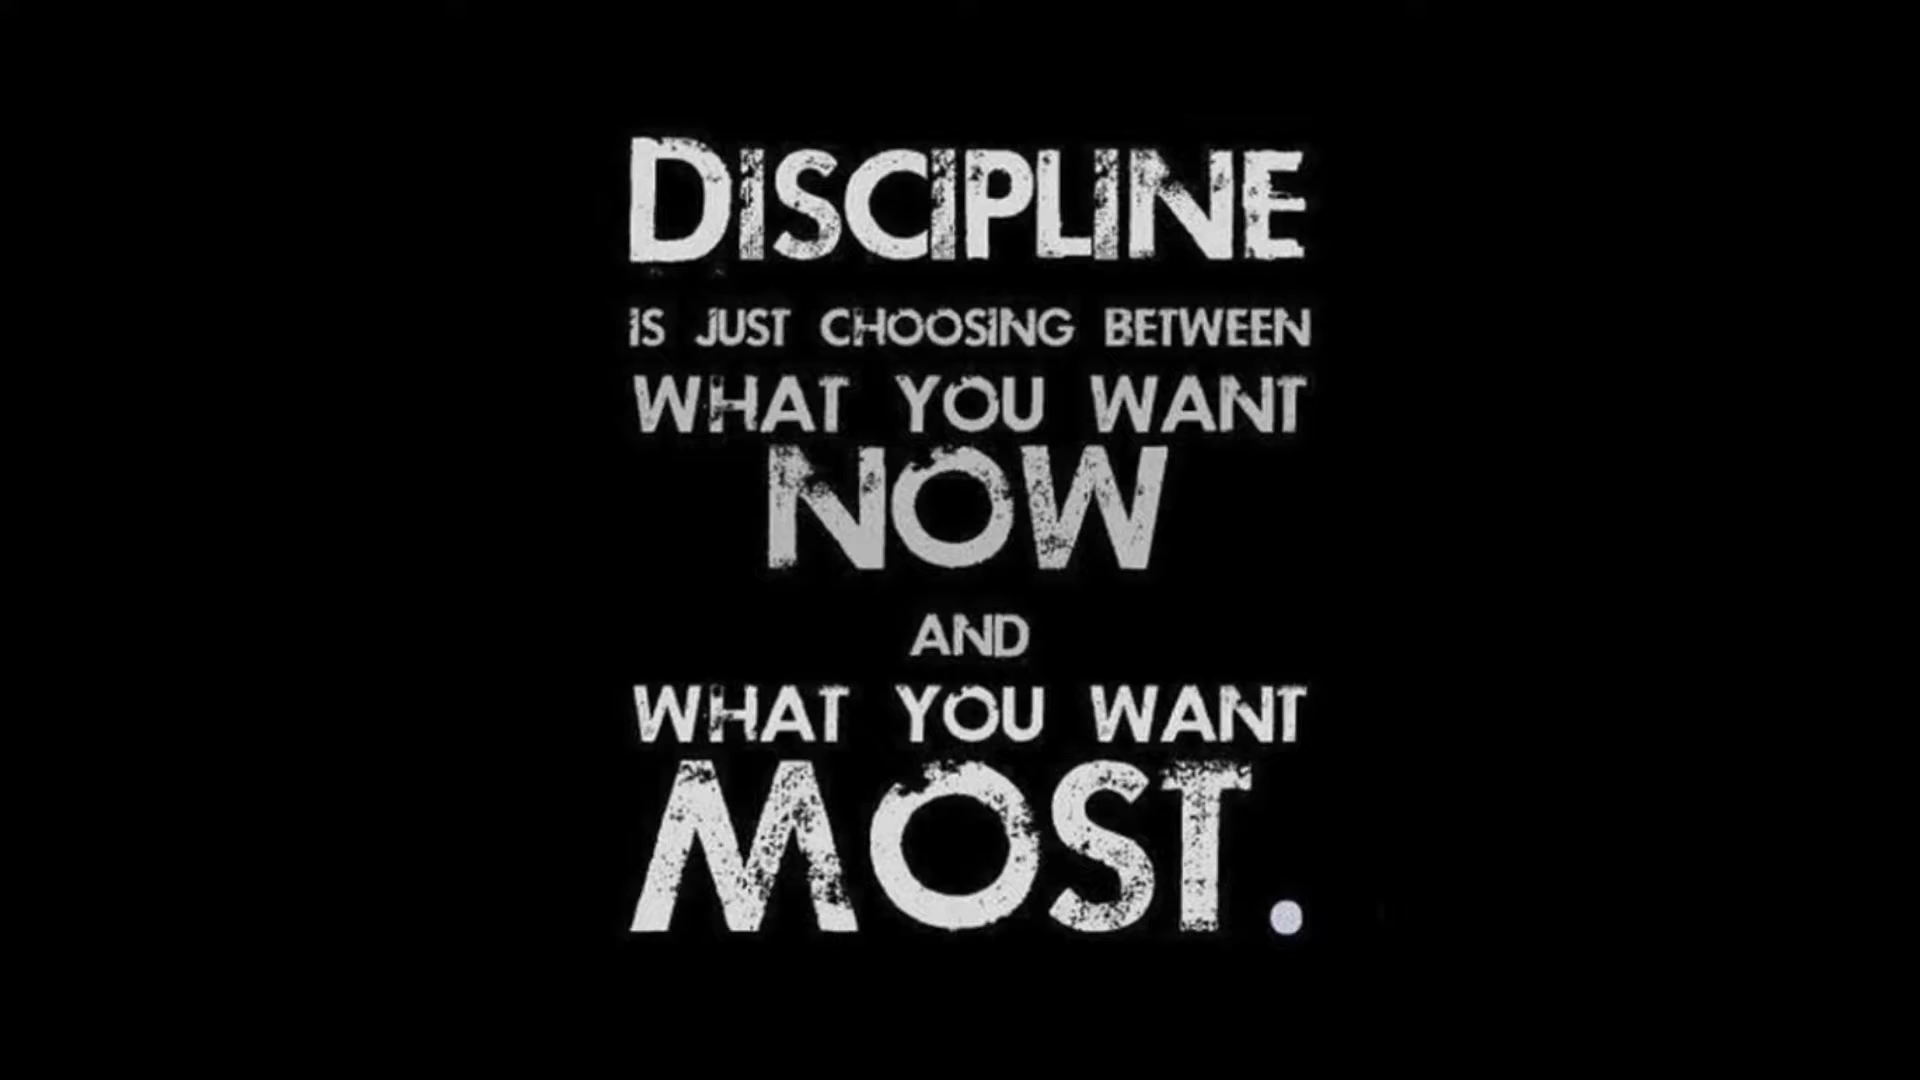 DISCIPLINE
IS JUST CHOOSING BETWEEN
WHAT YOU WANT
NOW
AND
WHAT YOU WANT
MOST.